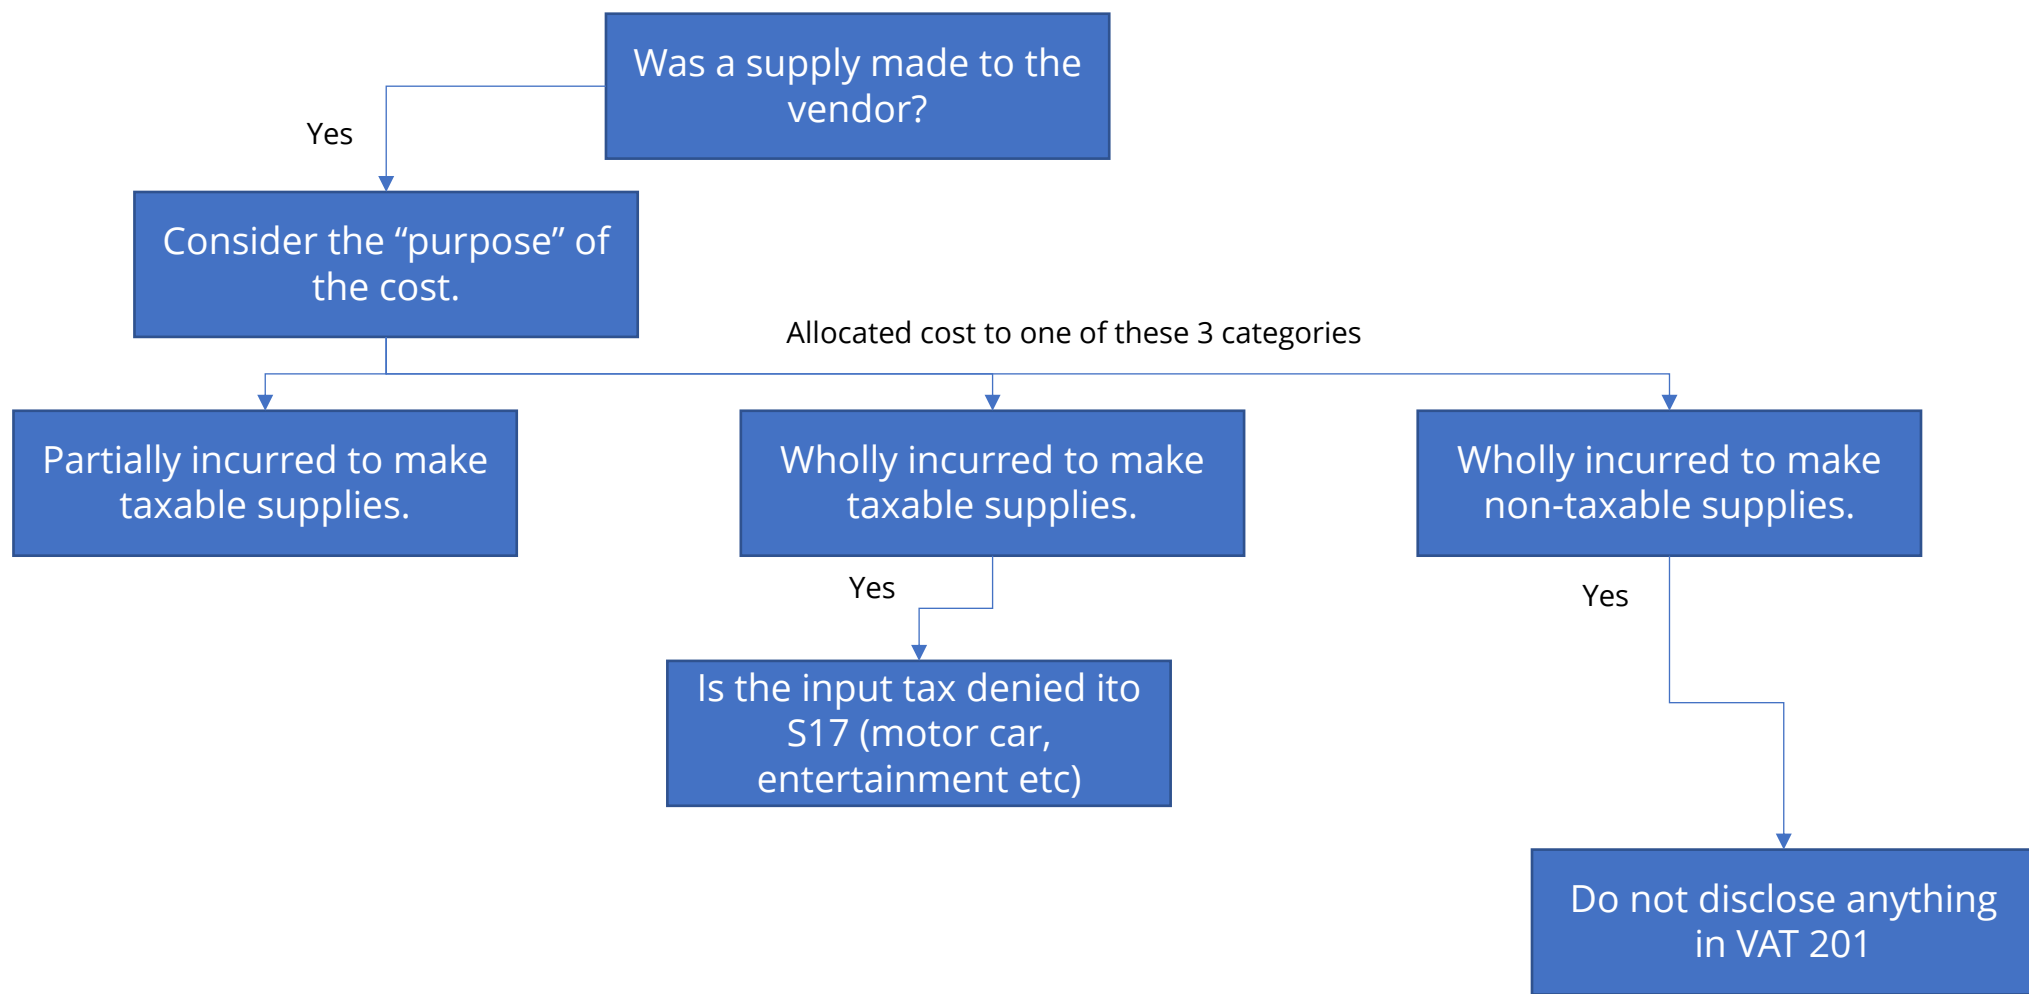 Was a supply made to the
vendor?
Yes
Consider the “purpose” of
the cost.
Allocated cost to one of these 3 categories
Partially incurred to make
taxable supplies.
Wholly incurred to make
taxable supplies.
Wholly incurred to make
non-taxable supplies.
Yes
Yes
Is the input tax denied ito
S17 (motor car,
entertainment etc)
Do not disclose anything
in VAT 201